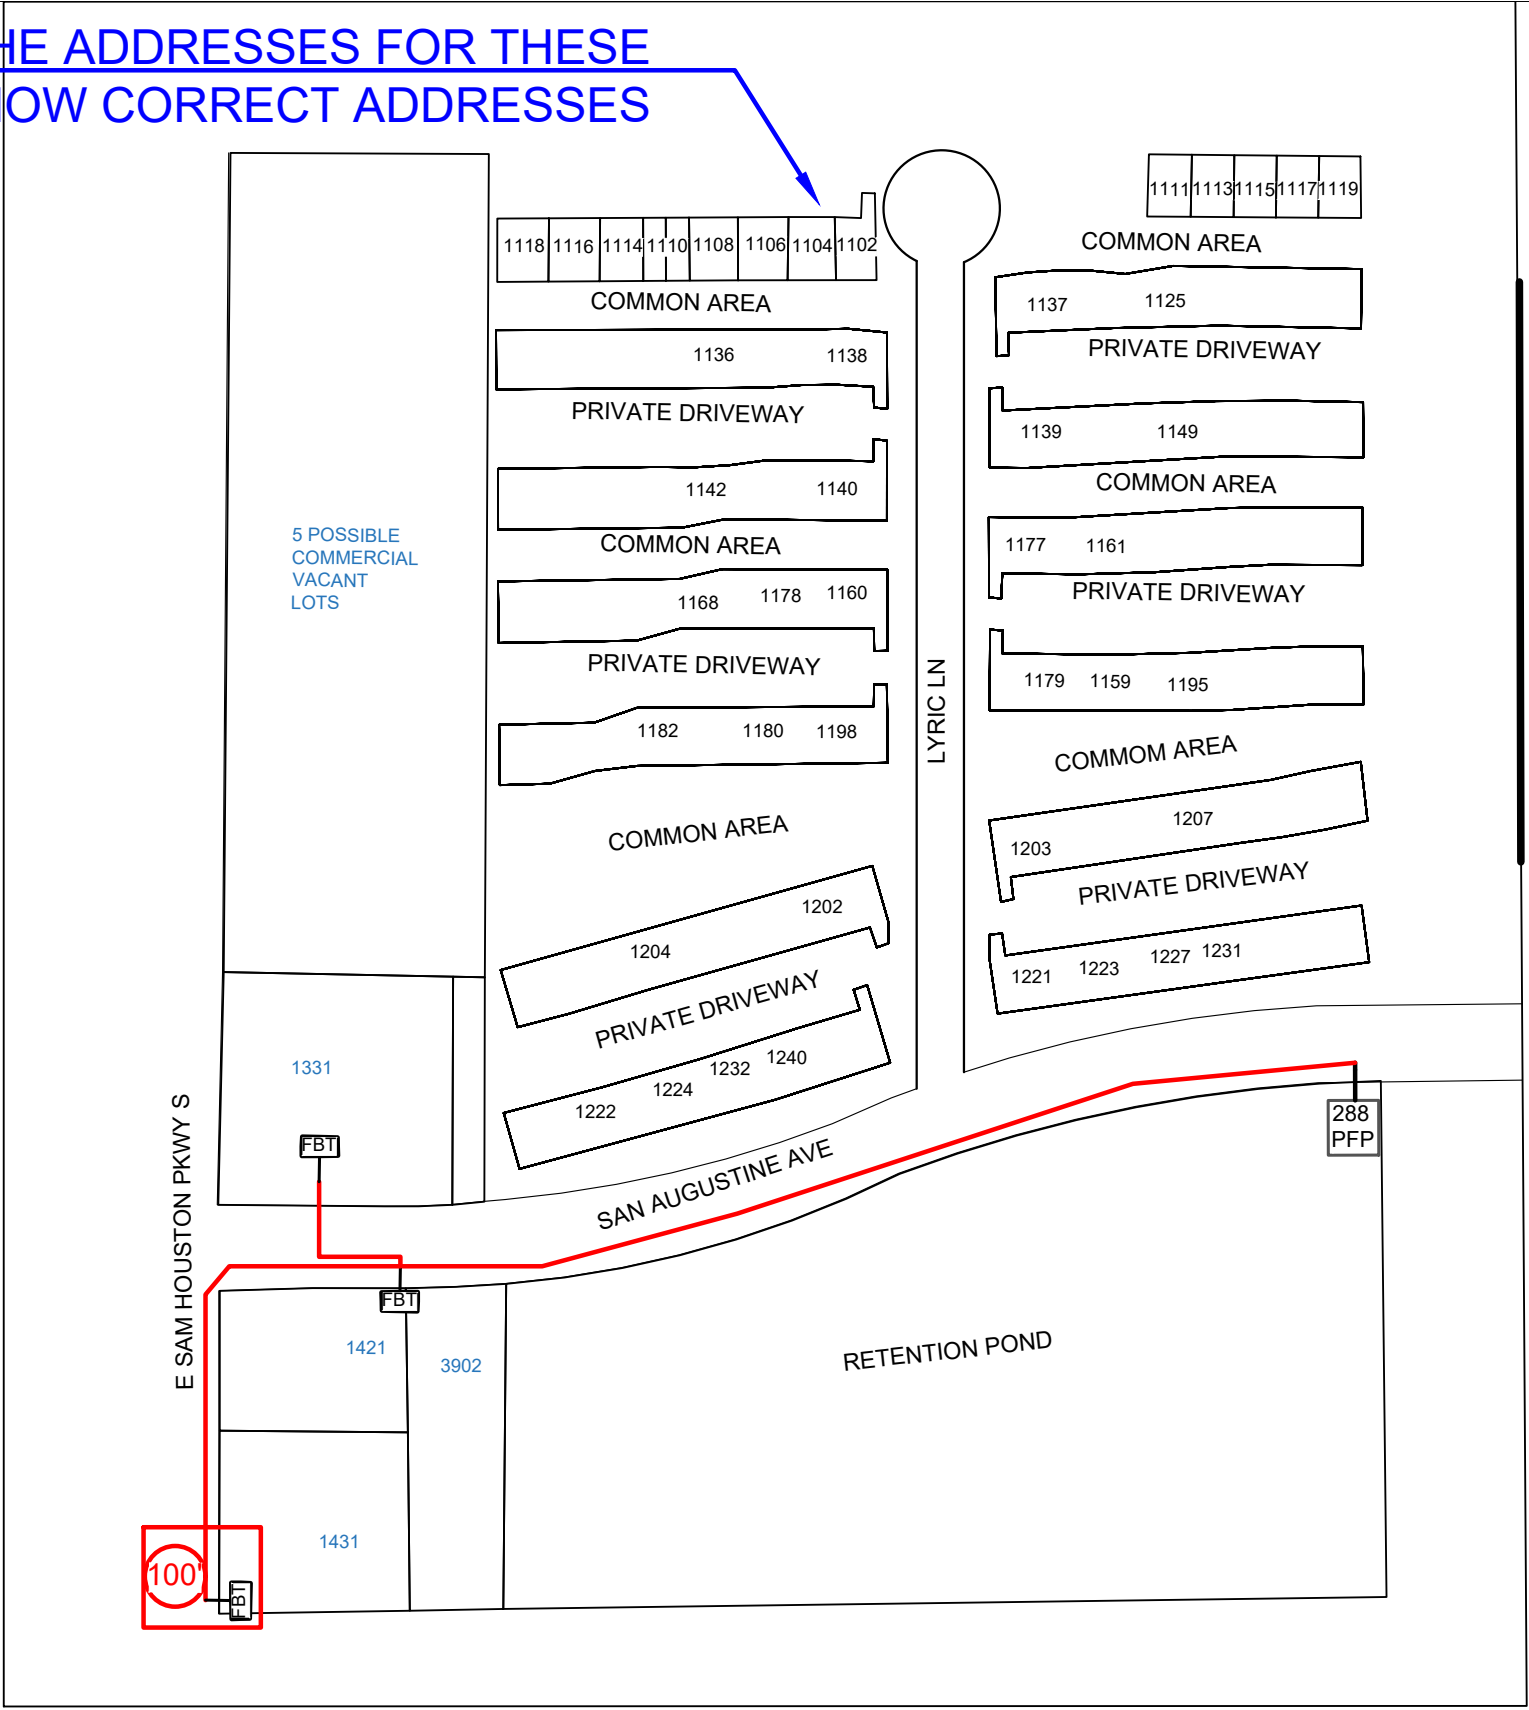 HE ADDRESSES FOR THESE
OW CORRECT ADDRESSES
1111 1113 1115 1117 1119
1118 1116 1114 1110 1108 1106 1104 1102
COMMON AREA
COMMON AREA
1137 1125
PRIVATE DRIVEWAY
1136 1138
PRIVATE DRIVEWAY
1139 1149
COMMON AREA
1142 1140
COMMON AREA
5 POSSIBLE
COMMERCIAL
VACANT
LOTS
1177 1161
PRIVATE DRIVEWAY
1168 1178 1160
PRIVATE DRIVEWAY
1179 1159 1195
COMMOM AREA
1182 1180 1198
LYRIC LN
COMMON AREA
1207
1203
PRIVATE DRIVEWAY
1202
1204
PRIVATE DRIVEWAY
1221 1223 1227 1231
1222 1224 1232 1240
1331
FBT
E SAM HOUSTON PKWY S
SAN AUGUSTINE AVE
288
PFP
FBT
1421
3902
RETENTION POND
1431
100'
FBT